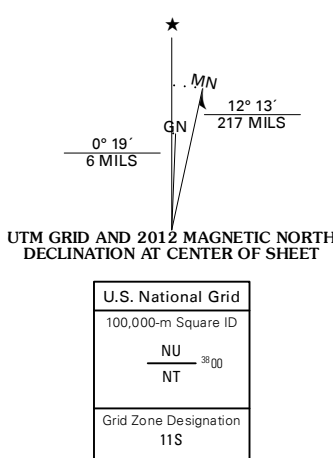 ★
MN
GN
12° 13´
217 MILS
0° 19´
6 MILS
UTM GRID AND 2012 MAGNETIC NORTH
DECLINATION AT CENTER OF SHEET
U.S. National Grid
100,000-m Square ID
NU
3800
NT
Grid Zone Designation
11S